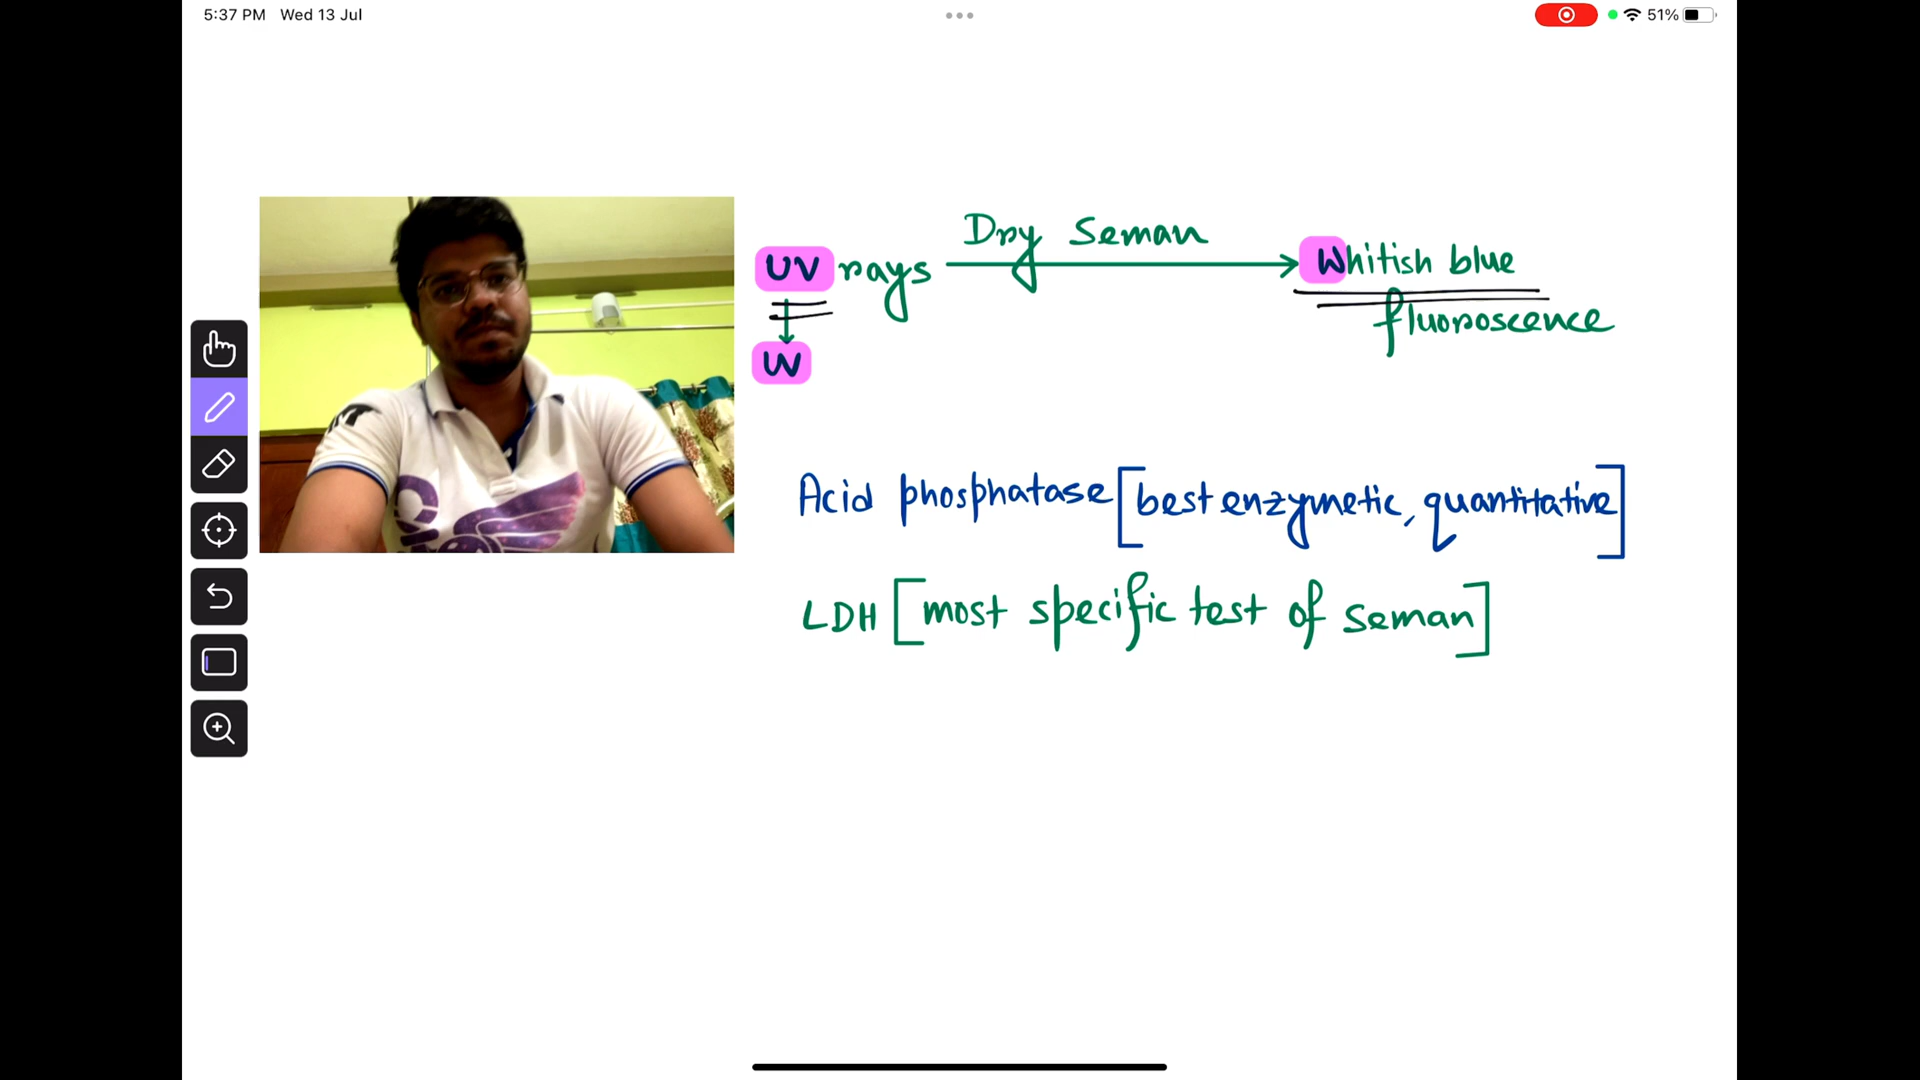 5:37 PM Wed 13 Jul
51%
UV rays Dry Seman Whitish blue
fluoroscence
W
Acid phosphatase [best enzymetic, quantitative]
LDH [most specific test of seman]